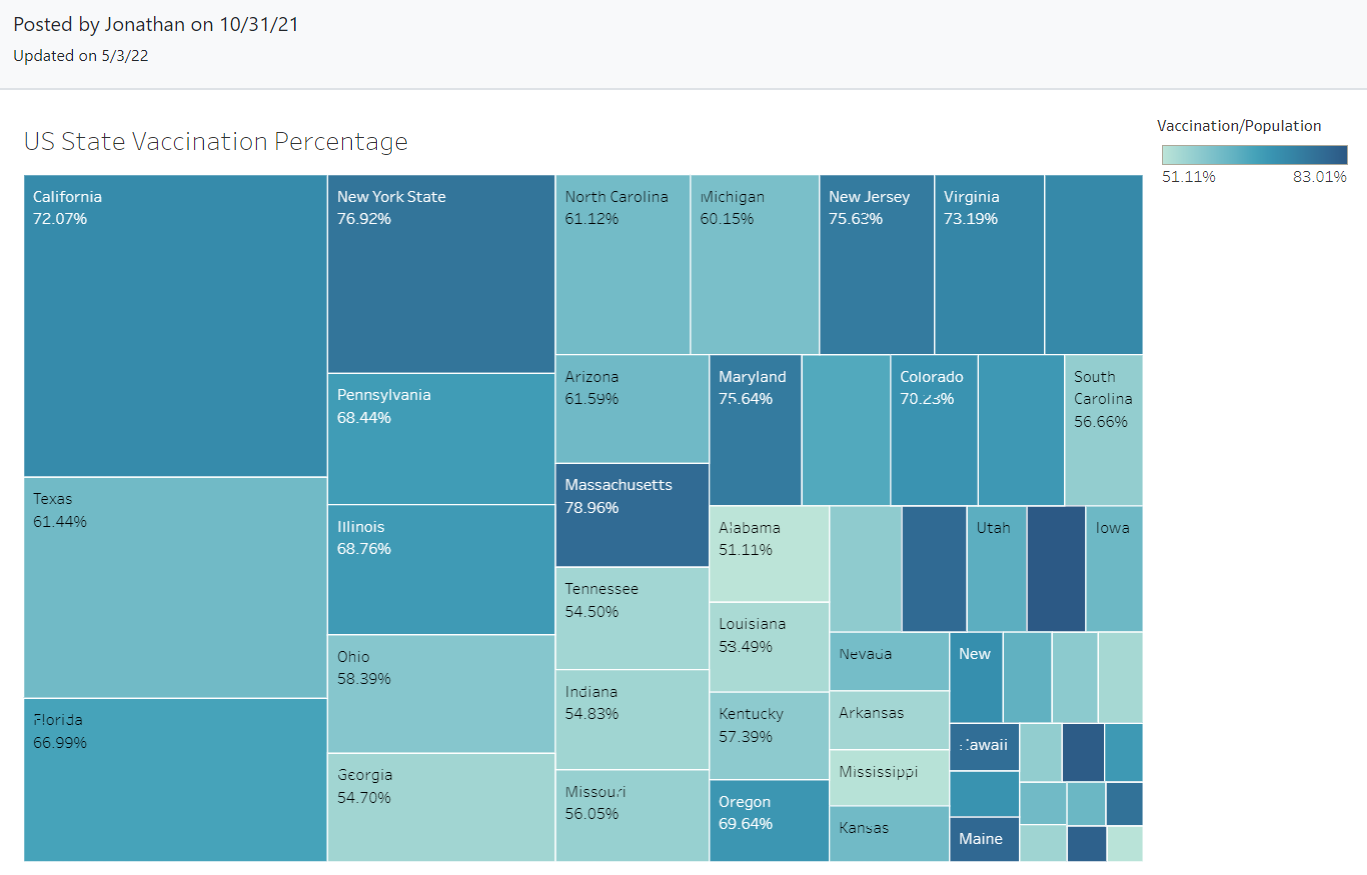 Posted by Jonathan on 10/31/21
Updated on 5/3/22
US State Vaccination Percentage
Vaccination/Population
51.11% 83.01%
California
72.07%
Texas
61.44%
Florida
66.99%
New York State
76.92%
Pennsylvania
68.44%
Illinois
68.76%
Ohio
58.39%
Georgia
54.70%
North Carolina
61.12%
Michigan
60.15%
New Jersey
75.63%
Virginia
73.19%
Arizona
61.59%
Massachusetts
78.96%
Tennessee
54.50%
Indiana
54.83%
Missouri
56.05%
Maryland
75.64%
Colorado
70.23%
South
Carolina
56.66%
Alabama
51.11%
Louisiana
53.49%
Kentucky
57.39%
Oregon
69.64%
Utah
Iowa
Nevada
Arkansas
Mississippi
Kansas
New
Hawaii
Maine